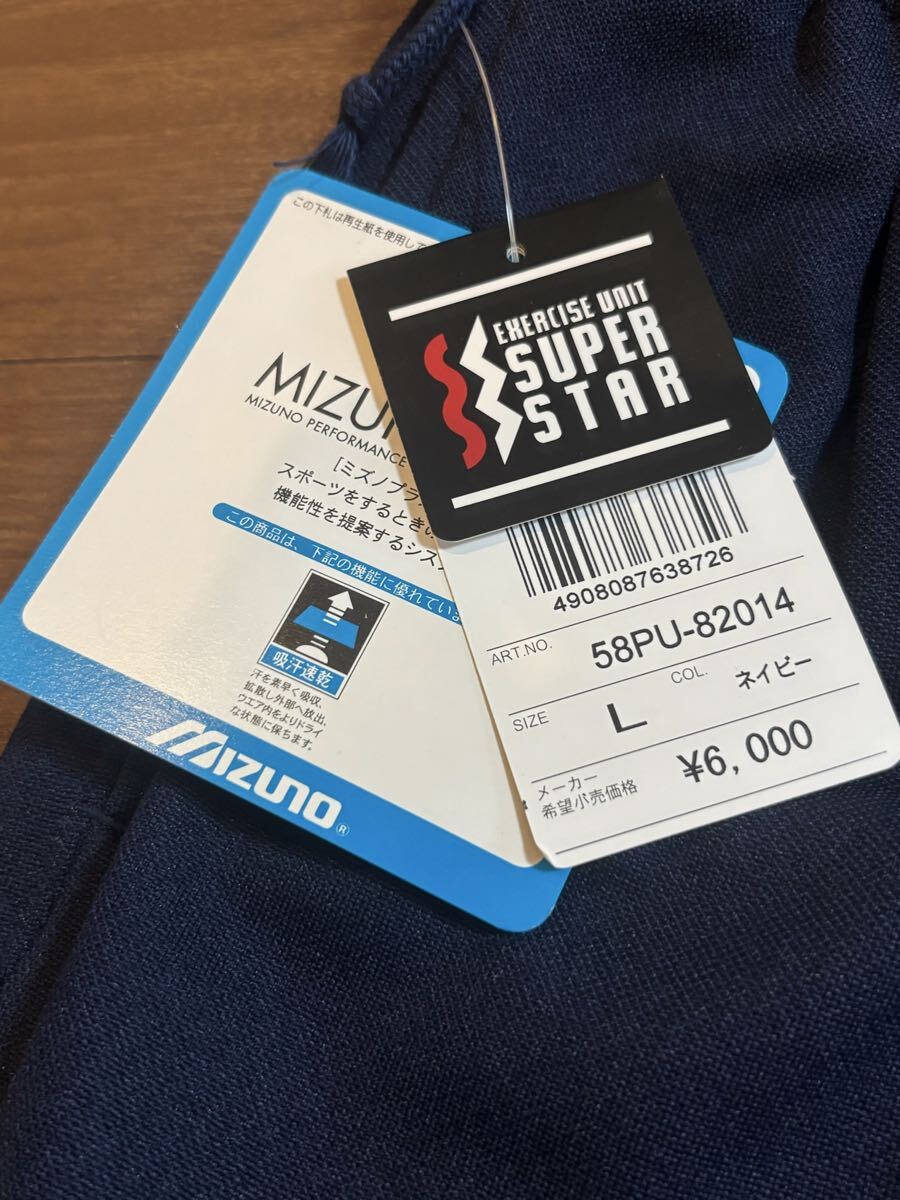 この下札は再生紙を使用して
MIZU
MIZUNO PERFORMANCE
[ミズノプラ
スポーツをするときの
機能性を提案するシス
この商品は、下記の機能に優れていま
吸汗速乾
汗を素早く吸収、
拡散し外部へ放出、
ウエア内をよりドライ
な状態に保ちます。
MIZUNO®
EXERCISE UNIT
SUPER
STAR
4908087638726
ART.NO. 58PU-82014
SIZE L COL. ネイビー
メーカー
希望小売価格 ¥6,000